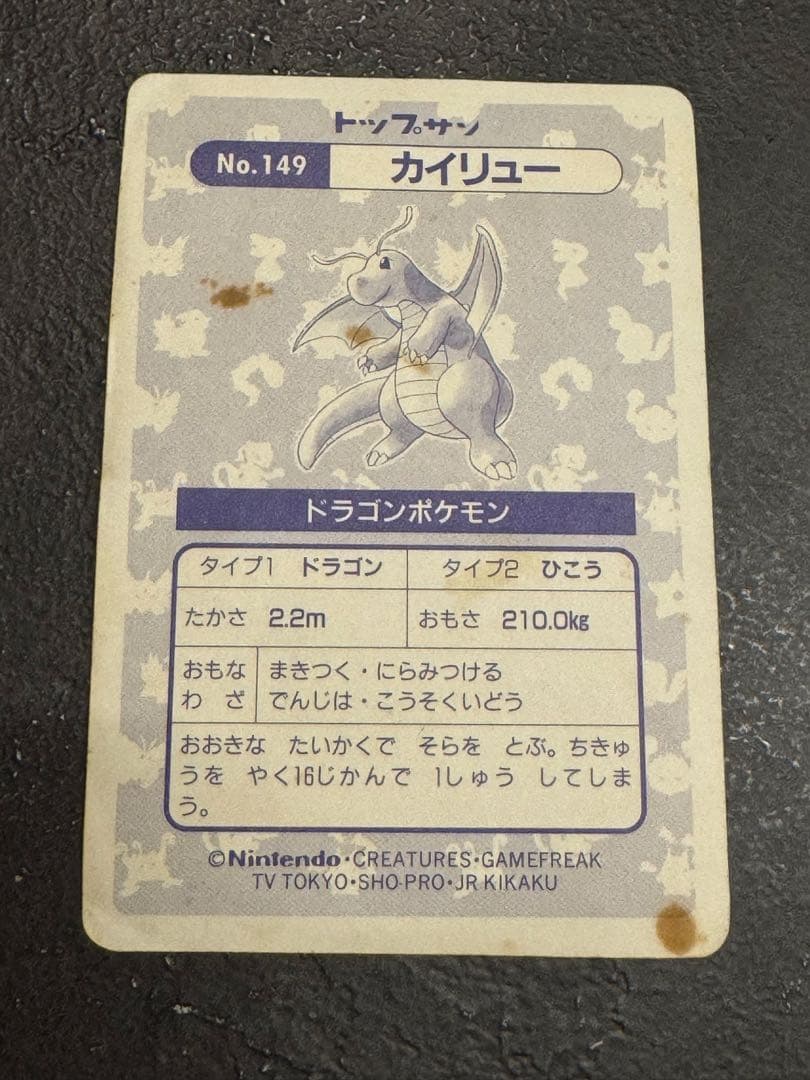 トップサン
No.149 カイリュー
ドラゴンポケモン
タイプ1 ドラゴン タイプ2 ひこう
たかさ 2.2m おもさ 210.0kg
おもな まきつく・にらみつける
わ ざ でんじは・こうそくいどう
おおきな たいかくで そらを とぶ。ちきゅ
うを やく16じかんで 1しゅう してしま
う。
©Nintendo・CREATURES・GAMEFREAK
TV TOKYO・SHO-PRO・JR KIKAKU